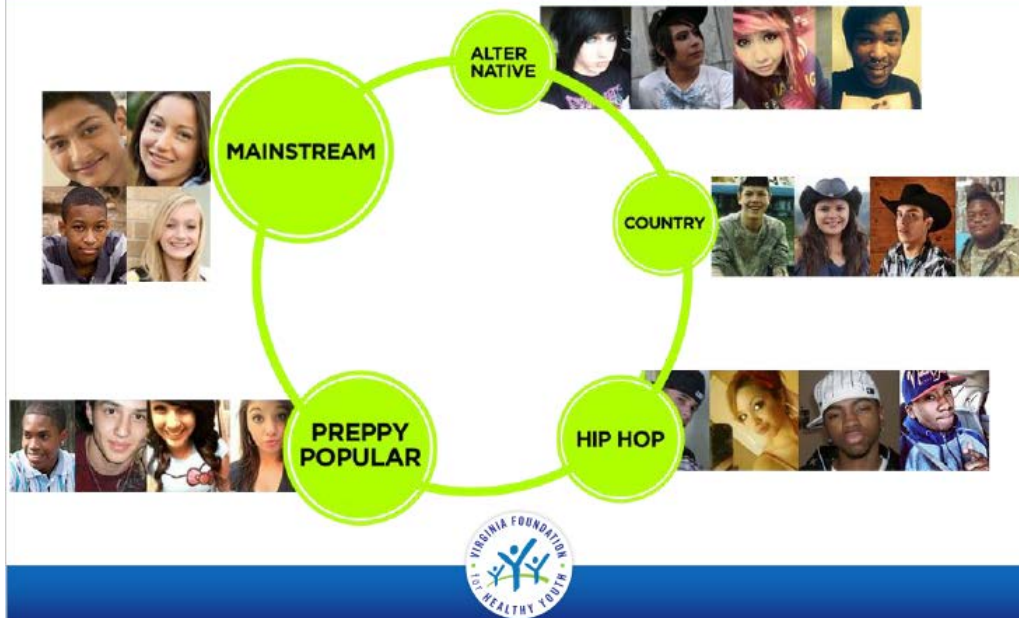 ALTER
NATIVE
MAINSTREAM
COUNTRY
PREPPY
POPULAR
HIP HOP
VIRGINIA FOUNDATION
for HEALTHY YOUTH